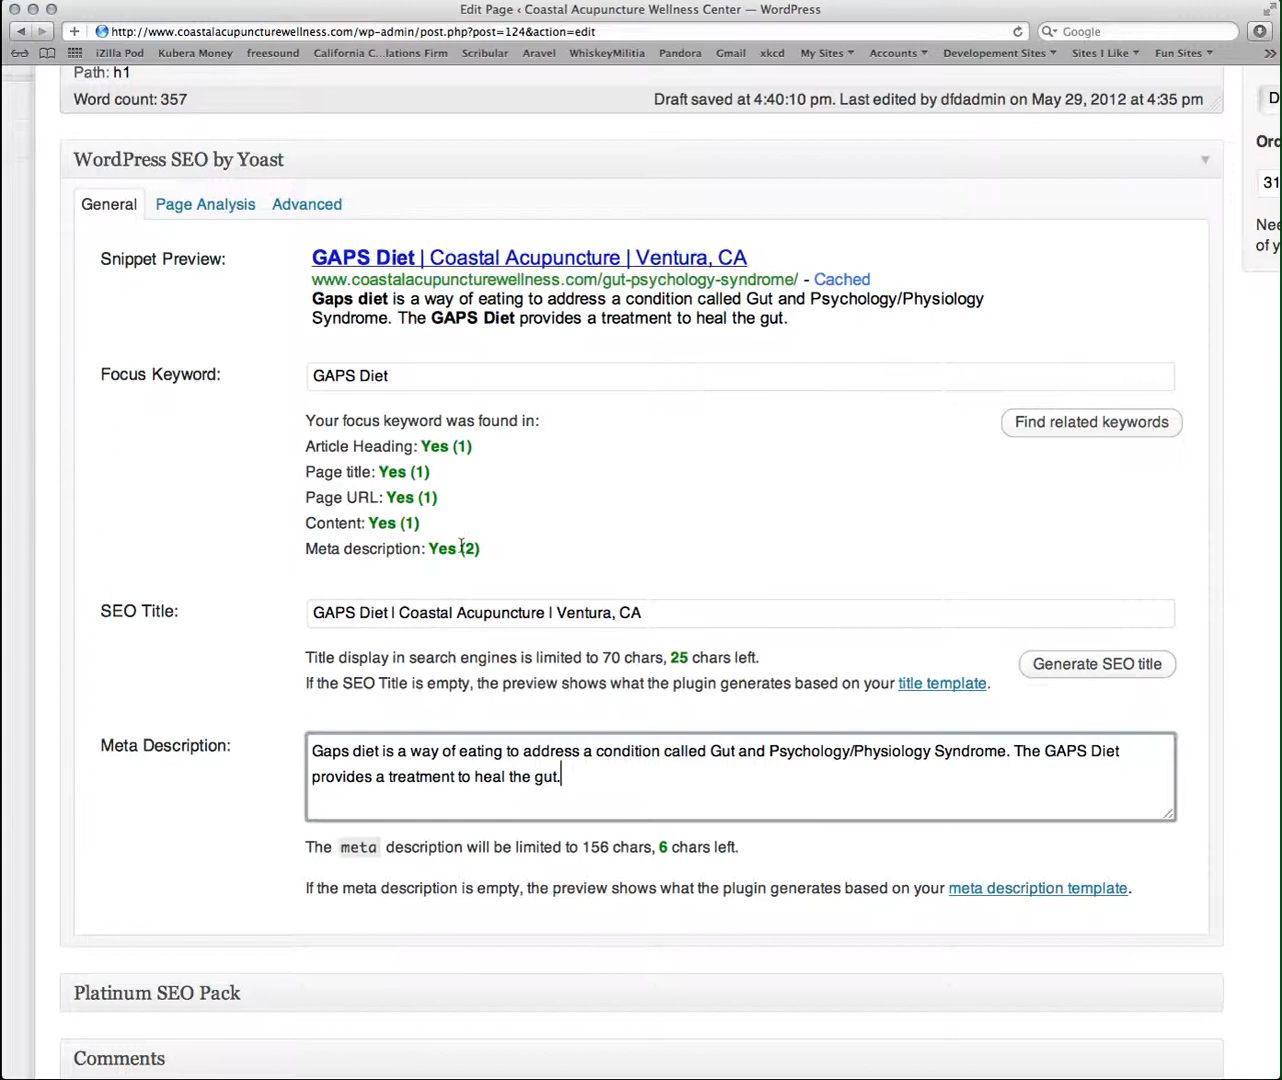 Edit Page ‹ Coastal Acupuncture Wellness Center — WordPress
http://www.coastalacupuncturewellness.com/wp-admin/post.php?post=124&action=edit
Google
iZilla Pod Kubera Money freesound California C...lations Firm Scribular Aravel WhiskeyMilitia Pandora Gmail xkcd My Sites Accounts Developement Sites Sites I Like Fun Sites
Path: h1
Word count: 357 Draft saved at 4:40:10 pm. Last edited by dfdadmin on May 29, 2012 at 4:35 pm
WordPress SEO by Yoast
General Page Analysis Advanced
Snippet Preview: GAPS Diet | Coastal Acupuncture | Ventura, CA
www.coastalacupuncturewellness.com/gut-psychology-syndrome/ - Cached
Gaps diet is a way of eating to address a condition called Gut and Psychology/Physiology
Syndrome. The GAPS Diet provides a treatment to heal the gut.
Focus Keyword: GAPS Diet
Your focus keyword was found in: Find related keywords
Article Heading: Yes (1)
Page title: Yes (1)
Page URL: Yes (1)
Content: Yes (1)
Meta description: Yes (2)
SEO Title: GAPS Diet | Coastal Acupuncture | Ventura, CA
Title display in search engines is limited to 70 chars, 25 chars left. Generate SEO title
If the SEO Title is empty, the preview shows what the plugin generates based on your title template.
Meta Description: Gaps diet is a way of eating to address a condition called Gut and Psychology/Physiology Syndrome. The GAPS Diet
provides a treatment to heal the gut.
The meta description will be limited to 156 chars, 6 chars left.
If the meta description is empty, the preview shows what the plugin generates based on your meta description template.
Platinum SEO Pack
Comments
D
Ord
31
Nee
of y